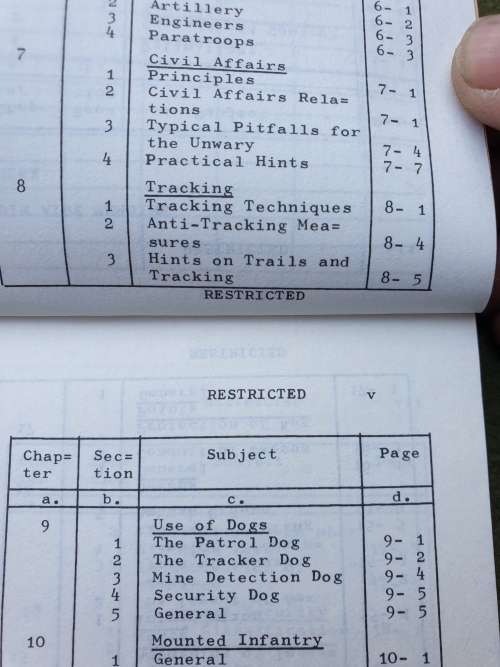 2 Artillery 6- 1
3 Engineers 6- 2
4 Paratroops 6- 3
6- 3
7 Civil Affairs
1 Principles 7- 1
2 Civil Affairs Rela=
tions 7- 1
3 Typical Pitfalls for
the Unwary 7- 4
4 Practical Hints 7- 7
8 Tracking
1 Tracking Techniques 8- 1
2 Anti-Tracking Mea=
sures 8- 4
3 Hints on Trails and
Tracking 8- 5
RESTRICTED
RESTRICTED v
Chap= Sec= Subject Page
ter tion
a. b. c. d.
9 Use of Dogs
1 The Patrol Dog 9- 1
2 The Tracker Dog 9- 2
3 Mine Detection Dog 9- 4
4 Security Dog 9- 5
5 General 9- 5
10 Mounted Infantry
1 General 10- 1